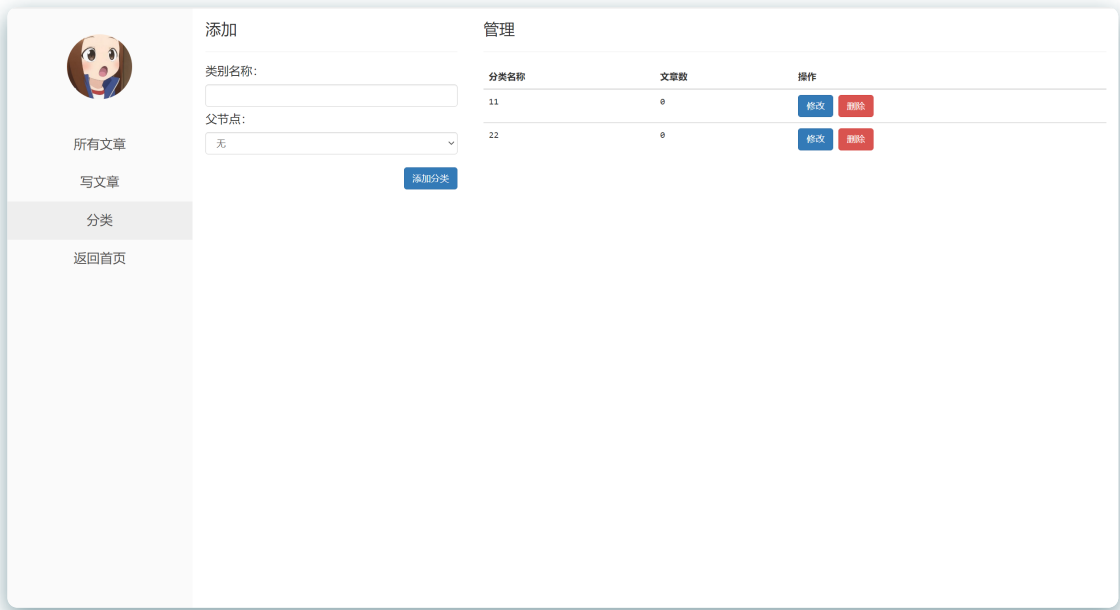 所有文章
写文章
分类
返回首页
添加
类别名称:
父节点:
无
添加分类
管理
分类名称 文章数 操作
11 0 修改 删除
22 0 修改 删除